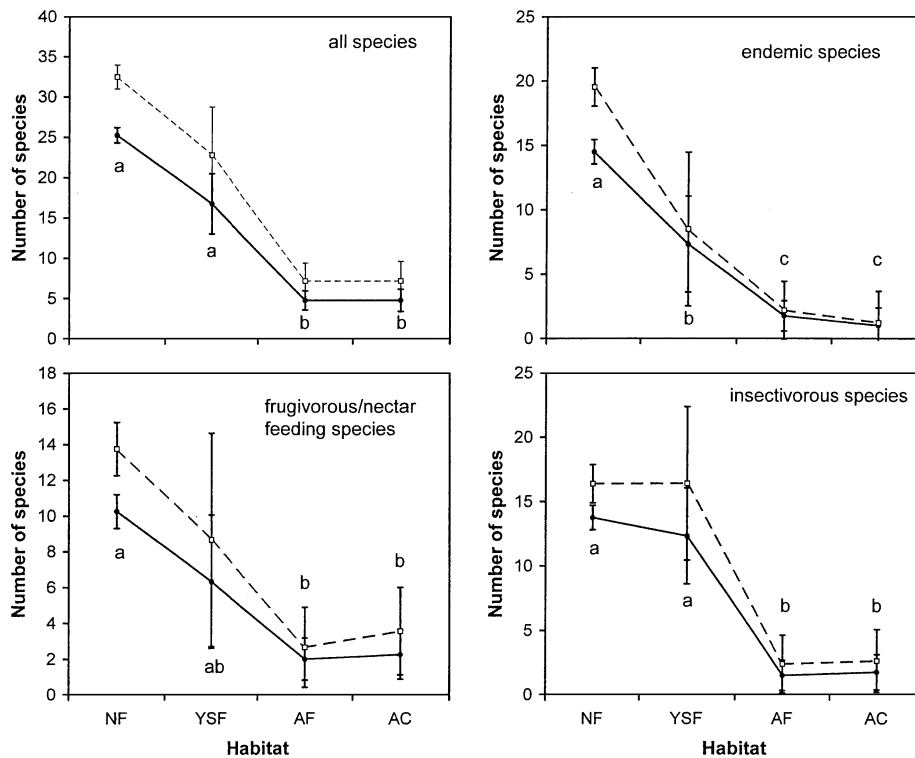 all species
Number of species
40
35
30
25
20
15
10
5
0
a
a
b
b
endemic species
Number of species
25
20
15
10
5
0
a
b
c
c
frugivorous/nectar
feeding species
Number of species
18
16
14
12
10
8
6
4
2
0
a
ab
b
b
NF YSF AF AC
Habitat
insectivorous species
Number of species
25
20
15
10
5
0
a
a
b
b
NF YSF AF AC
Habitat